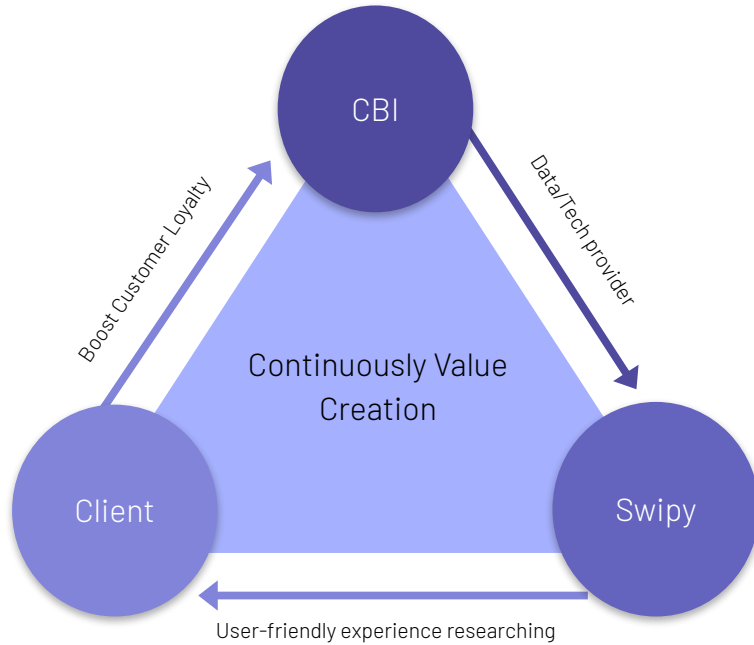 CBI
Boost Customer Loyalty
Data/Tech provider
Continuously Value
Creation
Client
Swipy
User-friendly experience researching